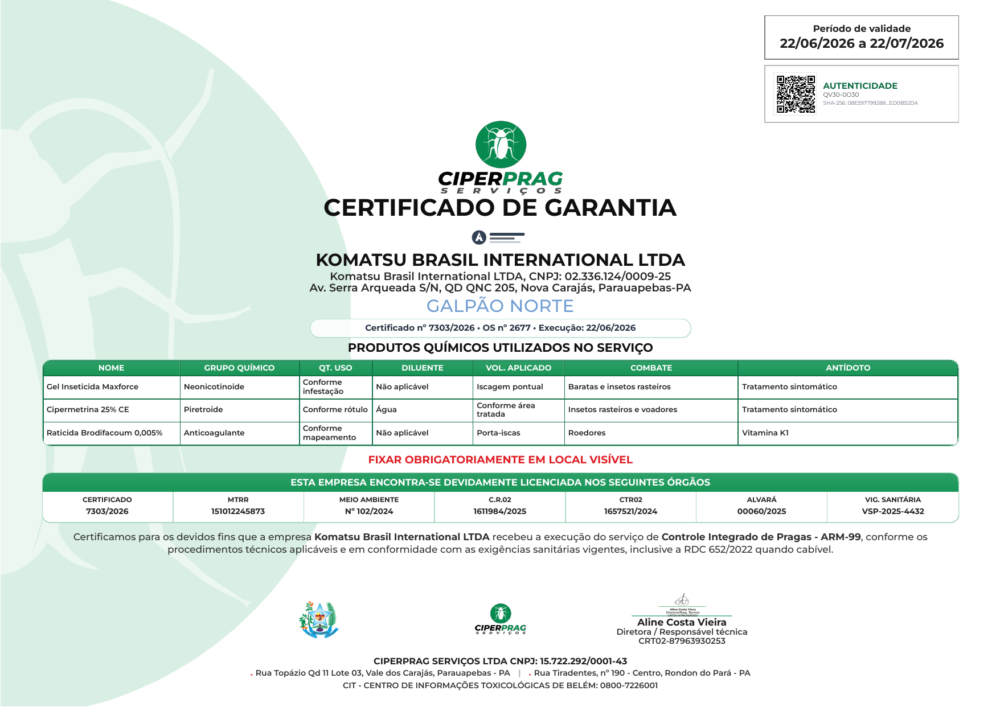 Período de validade
22/06/2026 a 22/07/2026
AUTENTICIDADE
QV30-0O30
SHA-256: 08E597799288...ED0B52DA
CIPERPRAG
SERVIÇOS
CERTIFICADO DE GARANTIA
A
KOMATSU BRASIL INTERNATIONAL LTDA
Komatsu Brasil International LTDA, CNPJ: 02.336.124/0009-25
Av. Serra Arqueada S/N, QD QNC 205, Nova Carajás, Parauapebas-PA
GALPÃO NORTE
Certificado nº 7303/2026 • OS nº 2677 • Execução: 22/06/2026
PRODUTOS QUÍMICOS UTILIZADOS NO SERVIÇO
NOME GRUPO QUÍMICO QT. USO DILUENTE VOL. APLICADO COMBATE ANTÍDOTO
Gel Inseticida Maxforce Neonicotinoide Conforme infestação Não aplicável Iscagem pontual Baratas e insetos rasteiros Tratamento sintomático
Cipermetrina 25% CE Piretroide Conforme rótulo Água Conforme área tratada Insetos rasteiros e voadores Tratamento sintomático
Raticida Brodifacoum 0,005% Anticoagulante Conforme mapeamento Não aplicável Porta-iscas Roedores Vitamina K1
FIXAR OBRIGATORIAMENTE EM LOCAL VISÍVEL
ESTA EMPRESA ENCONTRA-SE DEVIDAMENTE LICENCIADA NOS SEGUINTES ÓRGÃOS
CERTIFICADO MTRR MEIO AMBIENTE C.R.02 CTR02 ALVARÁ VIG. SANITÁRIA
7303/2026 151012245873 Nº 102/2024 1611984/2025 1657521/2024 00060/2025 VSP-2025-4432
Certificamos para os devidos fins que a empresa Komatsu Brasil International LTDA recebeu a execução do serviço de Controle Integrado de Pragas - ARM-99, conforme os
procedimentos técnicos aplicáveis e em conformidade com as exigências sanitárias vigentes, inclusive a RDC 652/2022 quando cabível.
CIPERPRAG
SERVIÇOS
Aline Costa Viera
Diretora/Resp. Técnica
CRT02-87963930253
Aline Costa Vieira
Diretora / Responsável técnica
CRT02-87963930253
CIPERPRAG SERVIÇOS LTDA CNPJ: 15.722.292/0001-43
. Rua Topázio Qd 11 Lote 03, Vale dos Carajás, Parauapebas - PA | . Rua Tiradentes, nº 190 - Centro, Rondon do Pará - PA
CIT - CENTRO DE INFORMAÇÕES TOXICOLÓGICAS DE BELÉM: 0800-7226001